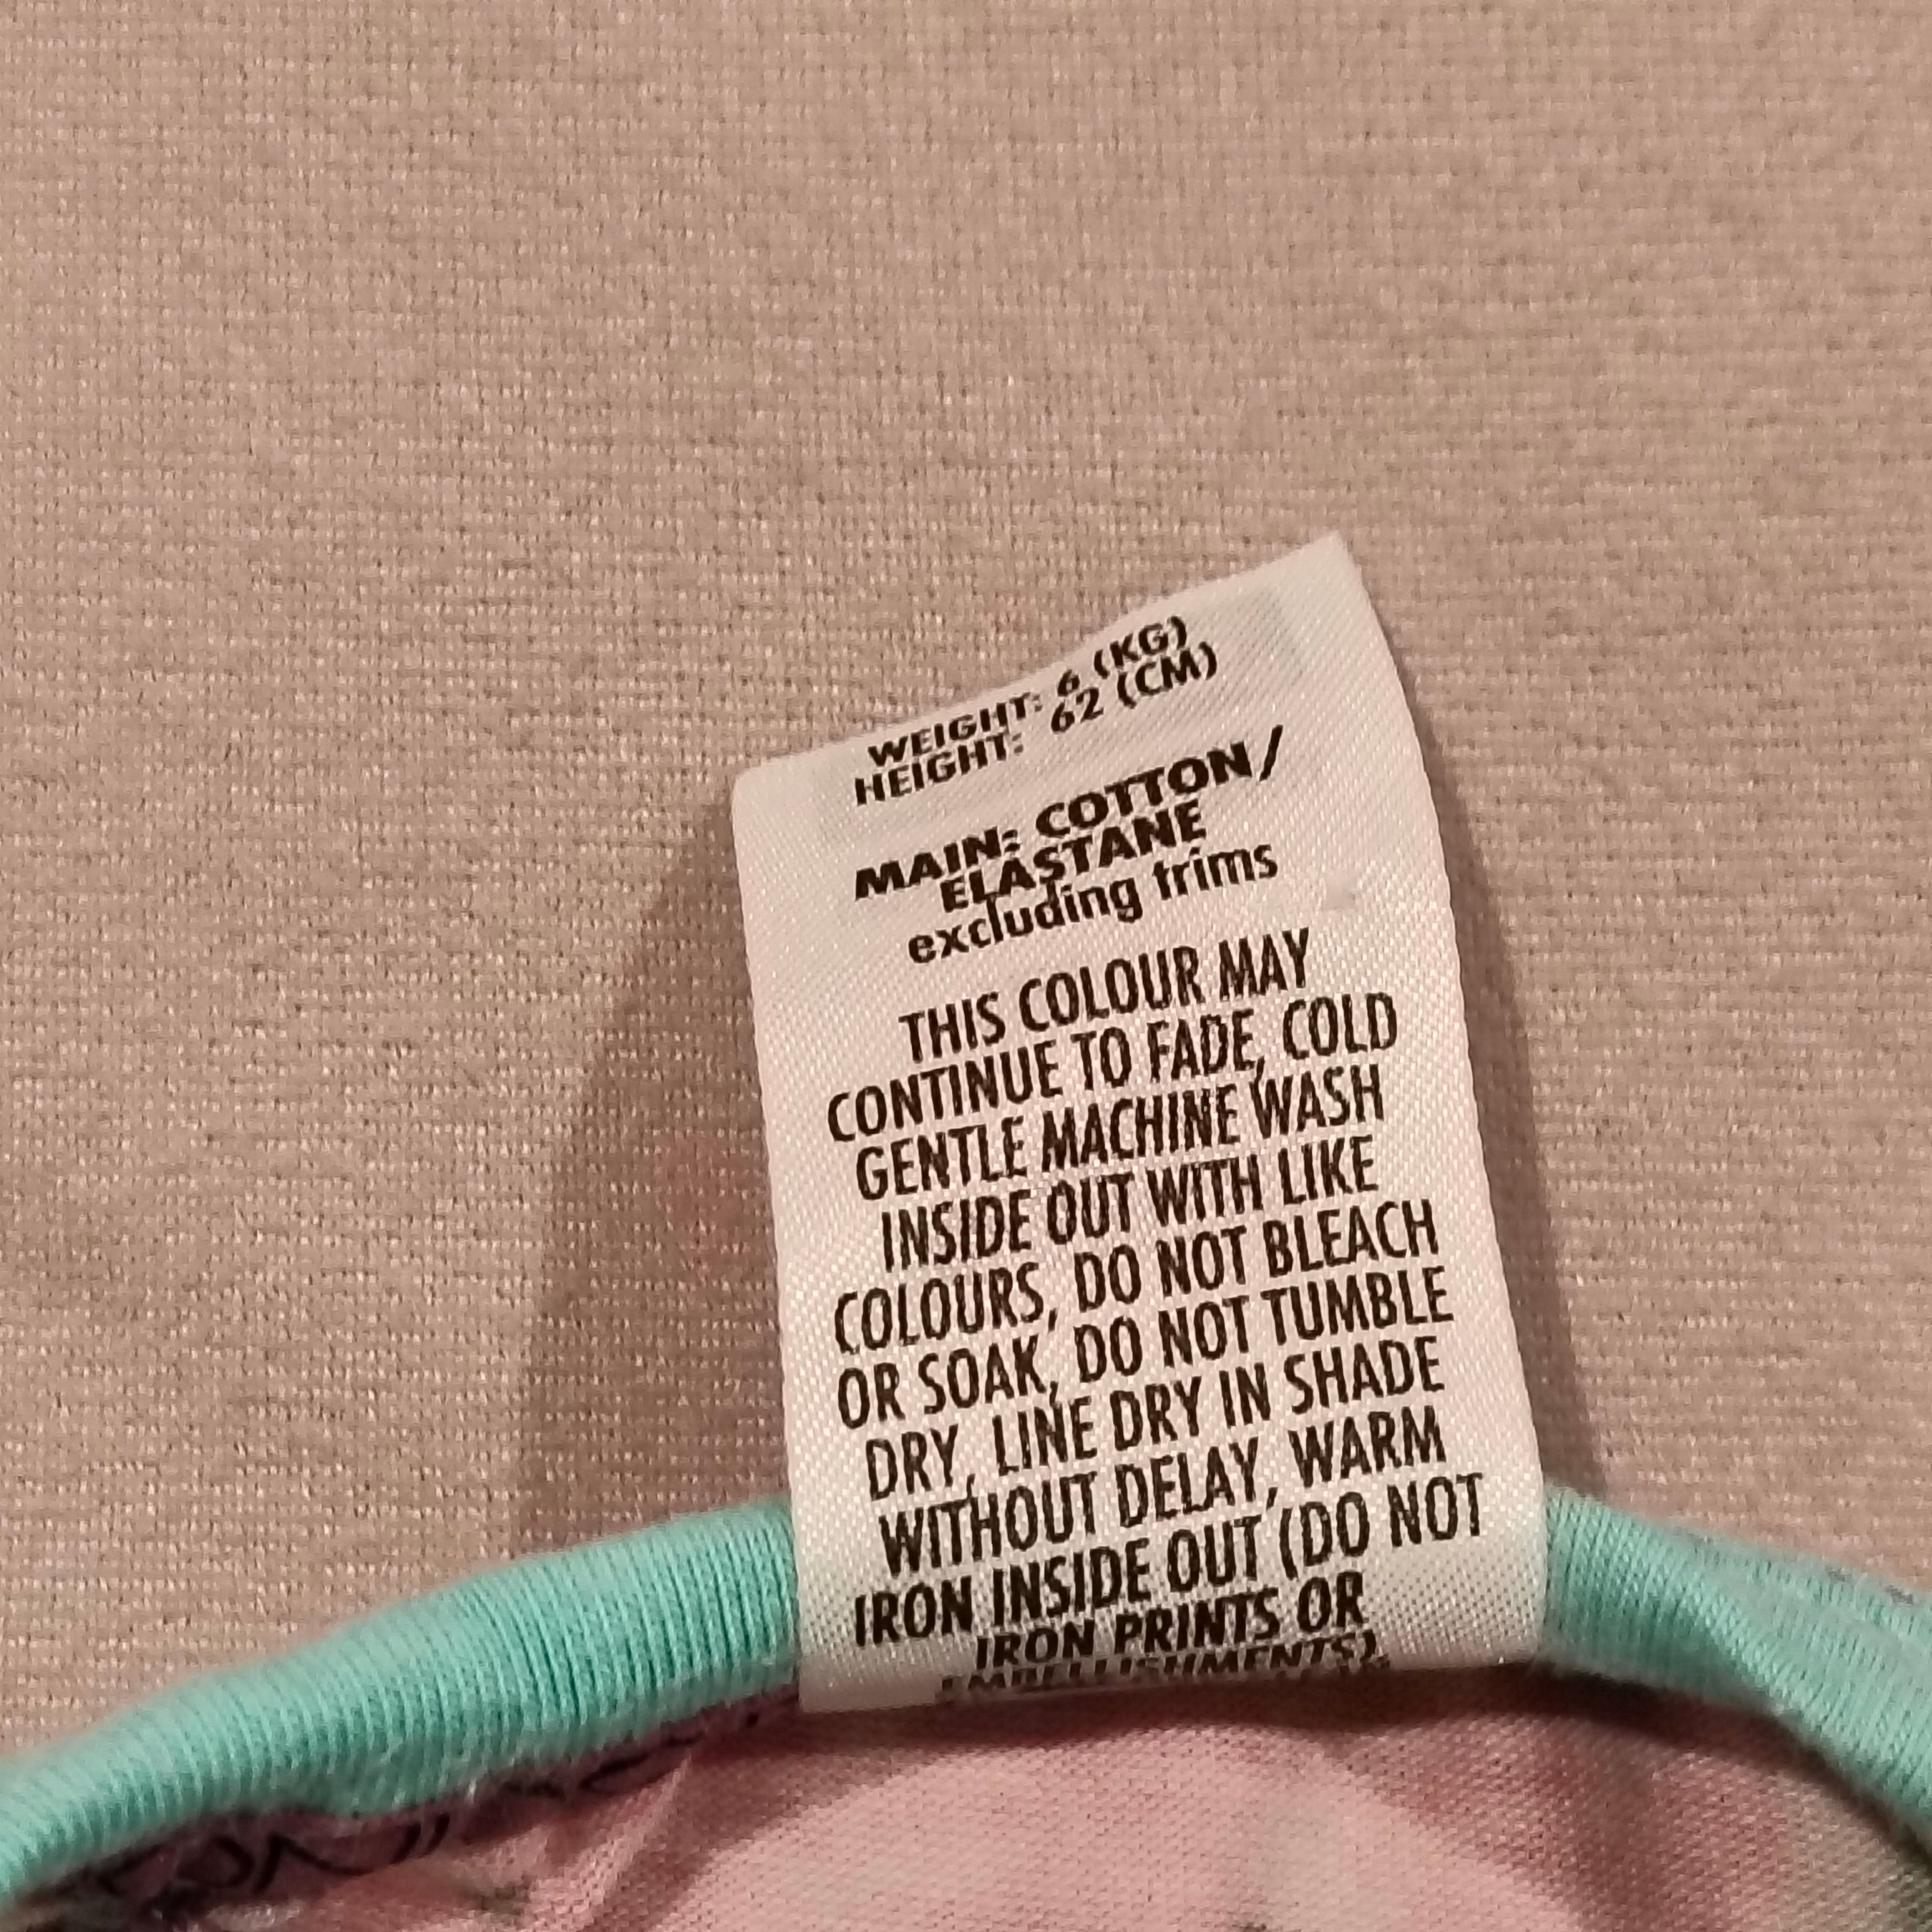 WEIGHT: 6 (KG)
HEIGHT: 62 (CM)
MAIN: COTTON/
ELASTANE
excluding trims
THIS COLOUR MAY
CONTINUE TO FADE, COLD
GENTLE MACHINE WASH
INSIDE OUT WITH LIKE
COLOURS, DO NOT BLEACH
OR SOAK, DO NOT TUMBLE
DRY, LINE DRY IN SHADE
WITHOUT DELAY, WARM
IRON INSIDE OUT (DO NOT
IRON PRINTS OR
EMBELLISHMENTS).